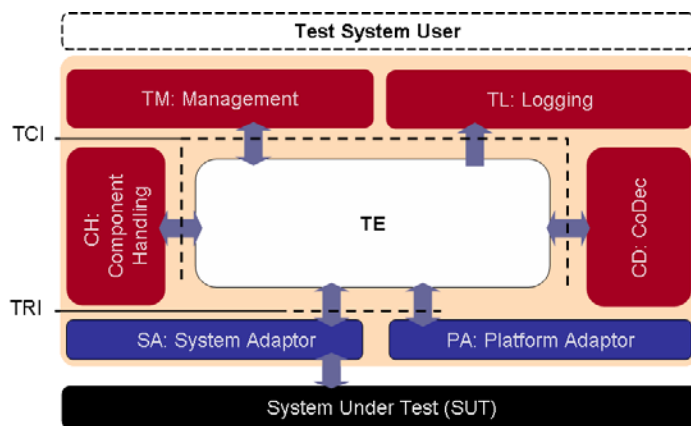 Test System User
TM: Management
TL: Logging
TCI
CH:
Component
Handling
TE
CD: CoDec
TRI
SA: System Adaptor
PA: Platform Adaptor
System Under Test (SUT)